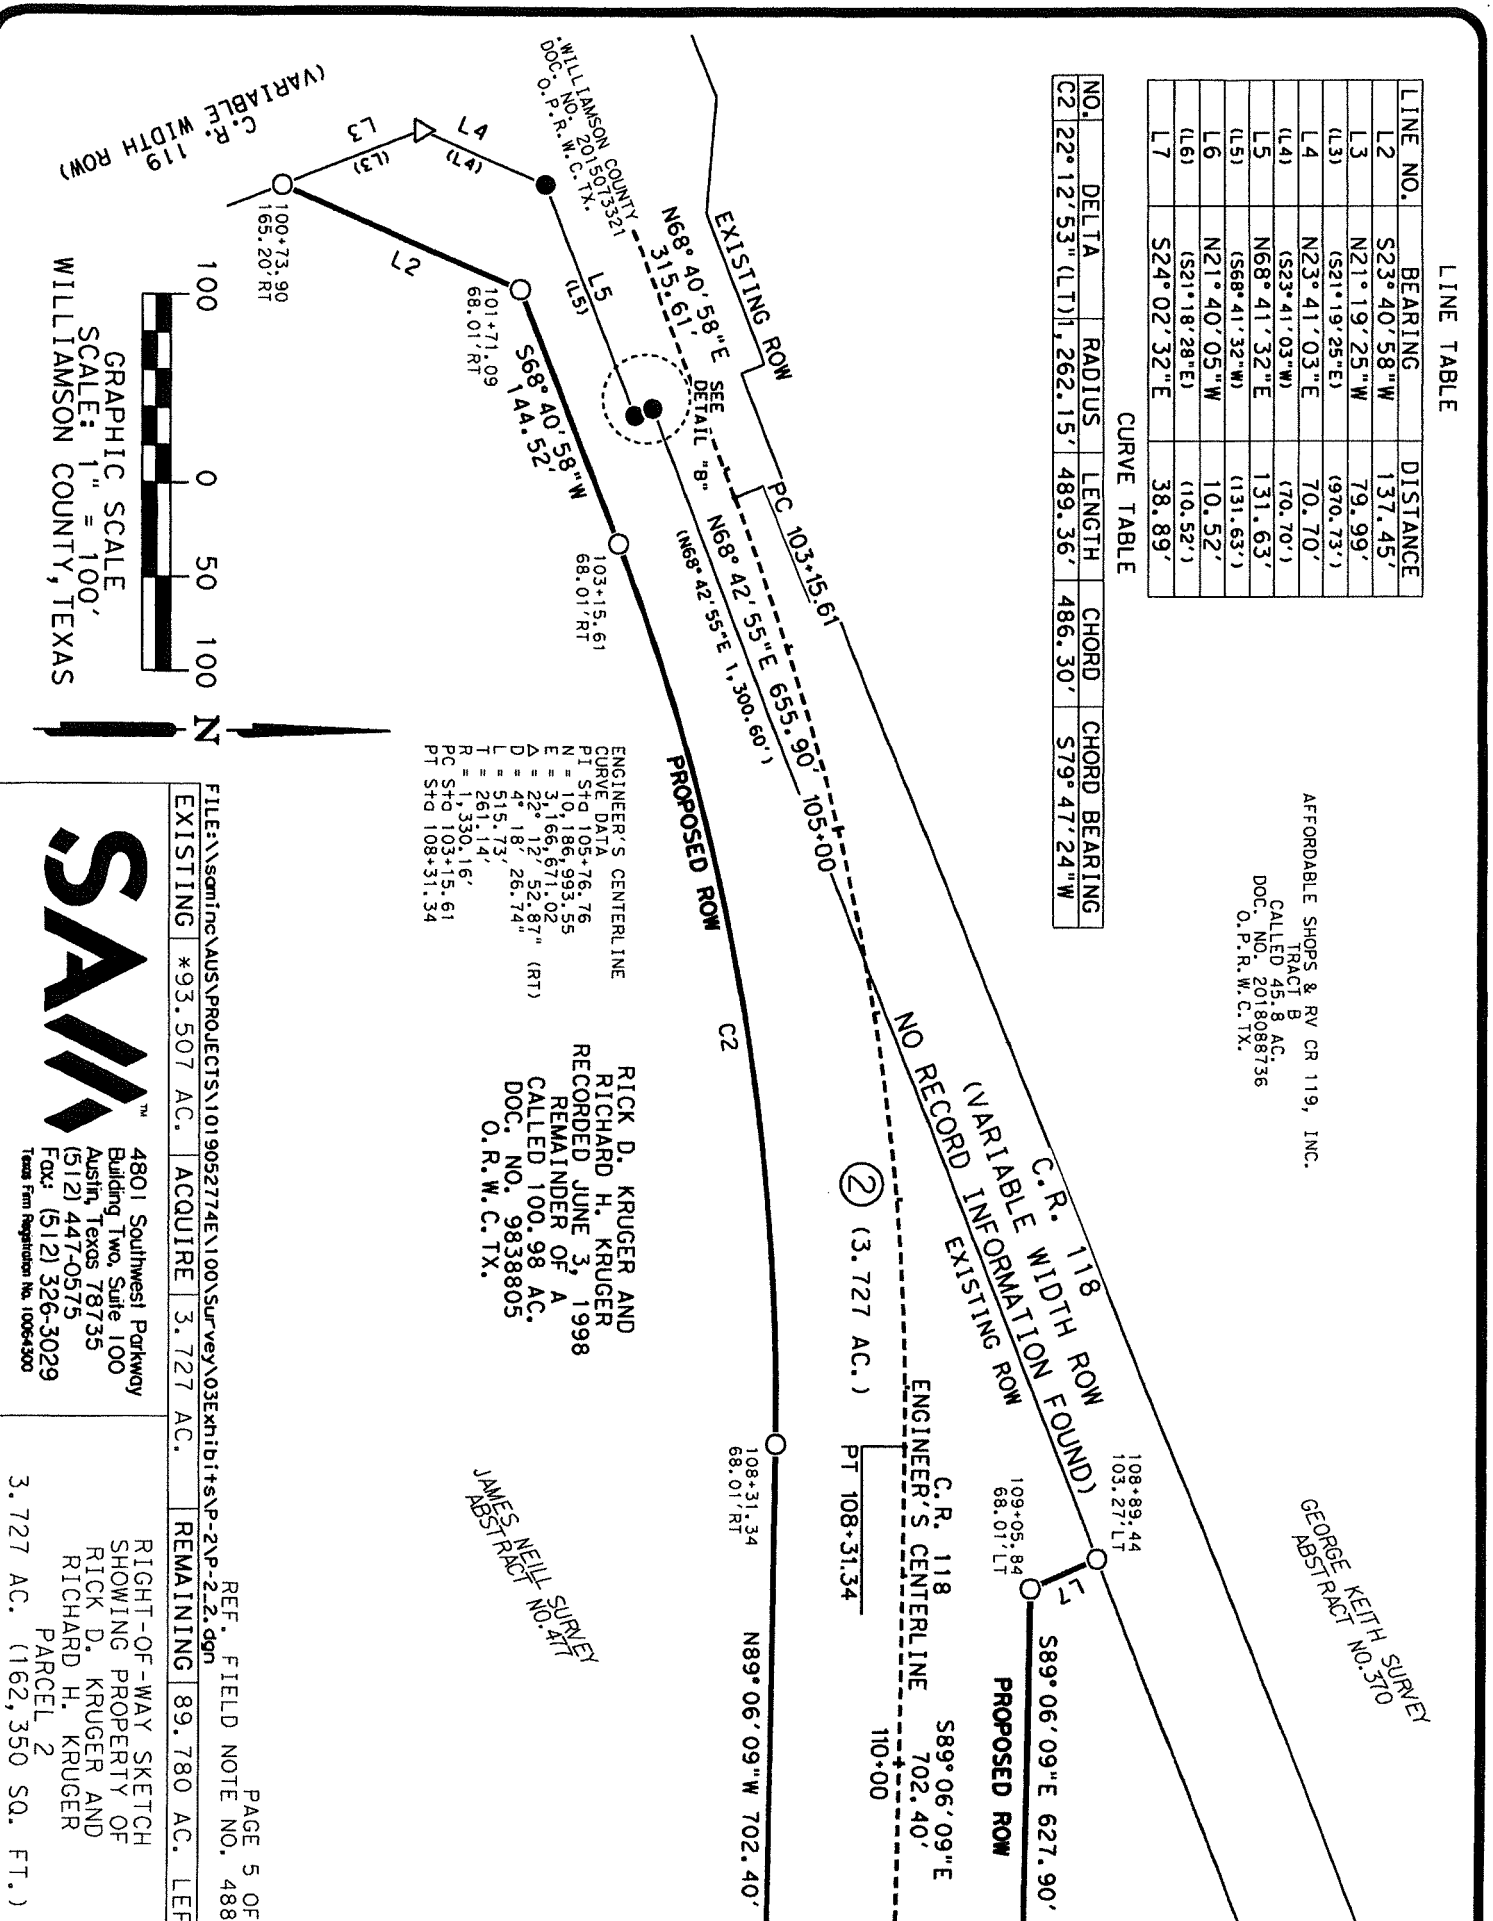 LINE TABLE
LINE NO. BEARING DISTANCE
L2 S23°40'58"W 137.45'
L3 N21°19'25"W 79.99'
(L3) (S21°19'25"E) (970.73')
L4 N23°41'03"E 70.70'
(L4) (S23°41'03"W) (70.70')
L5 N68°41'32"E 131.63'
(L5) (S68°41'32"W) (131.63')
L6 N21°40'05"W 10.52'
(L6) (S21°18'28"E) (10.52')
L7 S24°02'32"E 38.89'
CURVE TABLE
NO. DELTA RADIUS LENGTH CHORD CHORD BEARING
C2 22°12'53"(LT) 1,262.15' 489.36' 486.30' S79°47'24"W
AFFORDABLE SHOPS & RV CR 119, INC.
TRACT B
CALLED 45.8 AC.
DOC. NO. 2018088736
O.P.R.W.C.TX.
GEORGE KEITH SURVEY
ABSTRACT NO.370
WILLIAMSON COUNTY
DOC. NO. 2015073321
O.P.R.W.C.TX.
EXISTING ROW
N68°40'58"E
315.61'
SEE
DETAIL "B"
PC 103+15.61
N68°42'55"E 655.90'
(N68°42'55"E 1,300.60')
105+00
C.R. 118
(VARIABLE WIDTH ROW
NO RECORD INFORMATION FOUND)
EXISTING ROW
108+89.44
103.27'LT
109+05.84
68.01'LT
L7
S89°06'09"E 627.90'
PROPOSED ROW
C.R. 118
ENGINEER'S CENTERLINE
S89°06'09"E
702.40'
110+00
PT 108+31.34
2 (3.727 AC.)
L4
(L4)
L3
(L3)
C.R. 119
(VARIABLE WIDTH ROW)
L5
(L5)
L2
100+73.90
165.20'RT
101+71.09
68.01'RT
S68°40'58"W
144.52'
103+15.61
68.01'RT
PROPOSED ROW
C2
108+31.34
68.01'RT
N89°06'09"W 702.40'
ENGINEER'S CENTERLINE
CURVE DATA
PI Sta 105+76.76
N = 10,186,993.55
E = 3,166,671.02
Δ = 22° 12' 52.87" (RT)
D = 4° 18' 26.74"
L = 515.73'
T = 261.14'
R = 1,330.16'
PC Sta 103+15.61
PT Sta 108+31.34
RICK D. KRUGER AND
RICHARD H. KRUGER
RECORDED JUNE 3, 1998
REMAINDER OF A
CALLED 100.98 AC.
DOC. NO. 9838805
O.R.W.C.TX.
JAMES NEILL SURVEY
ABSTRACT NO.477
100 0 50 100
GRAPHIC SCALE
SCALE: 1" = 100'
WILLIAMSON COUNTY, TEXAS
N
PAGE 5 OF
REF. FIELD NOTE NO. 488
FILE:\\saminc\AUS\PROJECTS\1019052774E\100\Survey\03Exhibits\P-2\P-2_2.dgn
EXISTING *93.507 AC. ACQUIRE 3.727 AC. REMAINING 89.780 AC. LEF
SAM™
4801 Southwest Parkway
Building Two, Suite 100
Austin, Texas 78735
(512) 447-0575
Fax: (512) 326-3029
Texas Firm Registration No. 10064300
RIGHT-OF-WAY SKETCH
SHOWING PROPERTY OF
RICK D. KRUGER AND
RICHARD H. KRUGER
PARCEL 2
3.727 AC. (162,350 SQ. FT.)